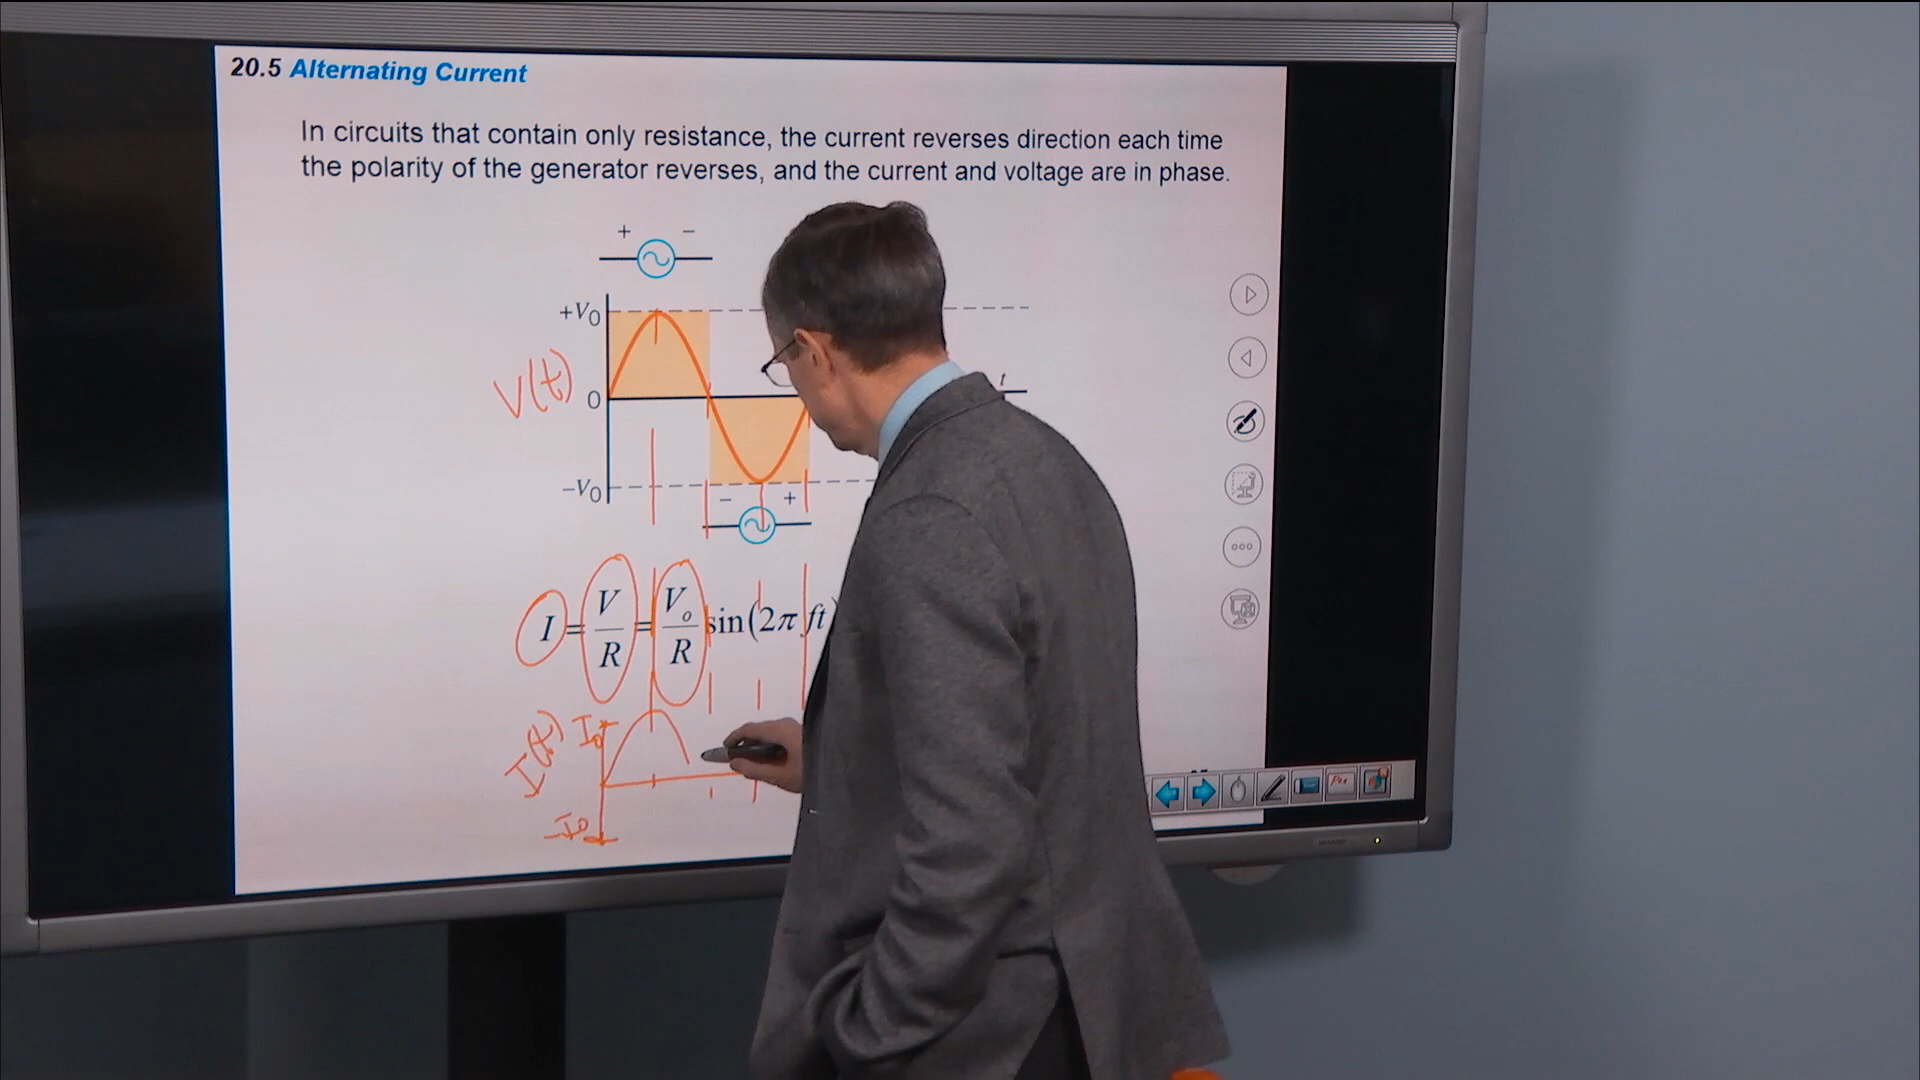 20.5 Alternating Current
In circuits that contain only resistance, the current reverses direction each time
the polarity of the generator reverses, and the current and voltage are in phase.
+ −
+V0
V(t)
0
t
−V0
− +
I = V/R = Vo/R sin(2π ft
I(t)
I0
-I0